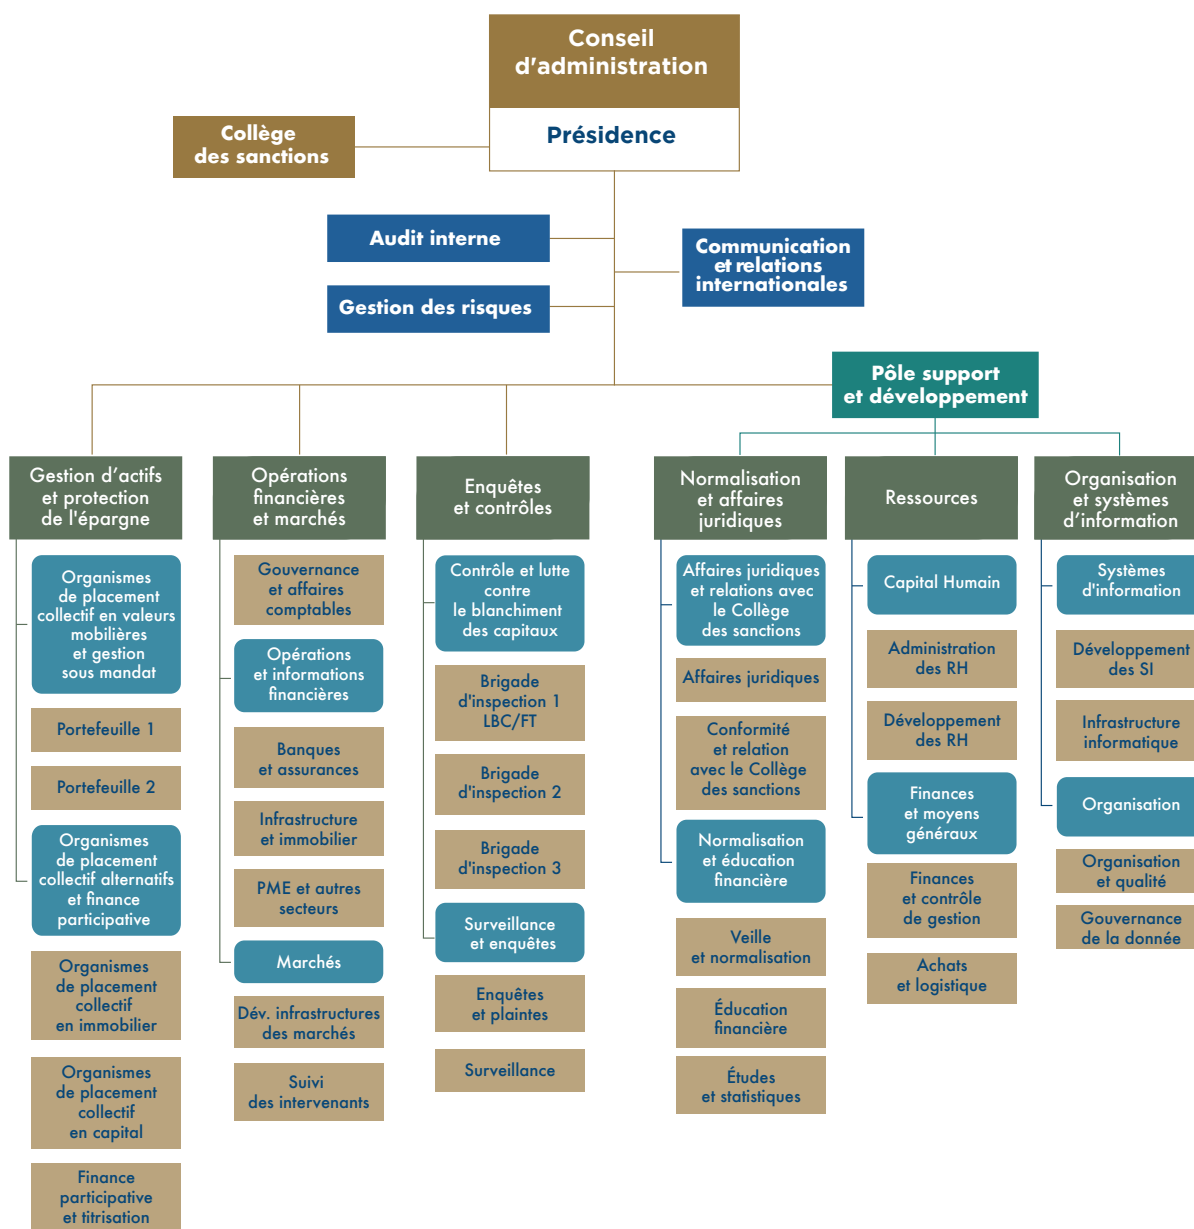 Conseil
d'administration
Présidence
Collège
des sanctions
Audit interne
Communication
et relations
internationales
Gestion des risques
Pôle support
et développement
Gestion d’actifs
et protection
de l'épargne
Organismes
de placement
collectif en valeurs
mobilières
et gestion
sous mandat
Portefeuille 1
Portefeuille 2
Organismes
de placement
collectif alternatifs
et finance
participative
Organismes
de placement
collectif
en immobilier
Organismes
de placement
collectif
en capital
Finance
participative
et titrisation
Opérations
financières
et marchés
Gouvernance
et affaires
comptables
Opérations
et informations
financières
Banques
et assurances
Infrastructure
et immobilier
PME et autres
secteurs
Marchés
Dév. infrastructures
des marchés
Suivi
des intervenants
Enquêtes
et contrôles
Contrôle et lutte
contre
le blanchiment
des capitaux
Brigade
d'inspection 1
LBC/FT
Brigade
d'inspection 2
Brigade
d'inspection 3
Surveillance
et enquêtes
Enquêtes
et plaintes
Surveillance
Normalisation
et affaires
juridiques
Affaires juridiques
et relations avec
le Collège
des sanctions
Affaires juridiques
Conformité
et relation
avec le Collège
des sanctions
Normalisation
et éducation
financière
Veille
et normalisation
Éducation
financière
Études
et statistiques
Ressources
Capital Humain
Administration
des RH
Développement
des RH
Finances
et moyens
généraux
Finances
et contrôle
de gestion
Achats
et logistique
Organisation
et systèmes
d’information
Systèmes
d'information
Développement
des SI
Infrastructure
informatique
Organisation
Organisation
et qualité
Gouvernance
de la donnée